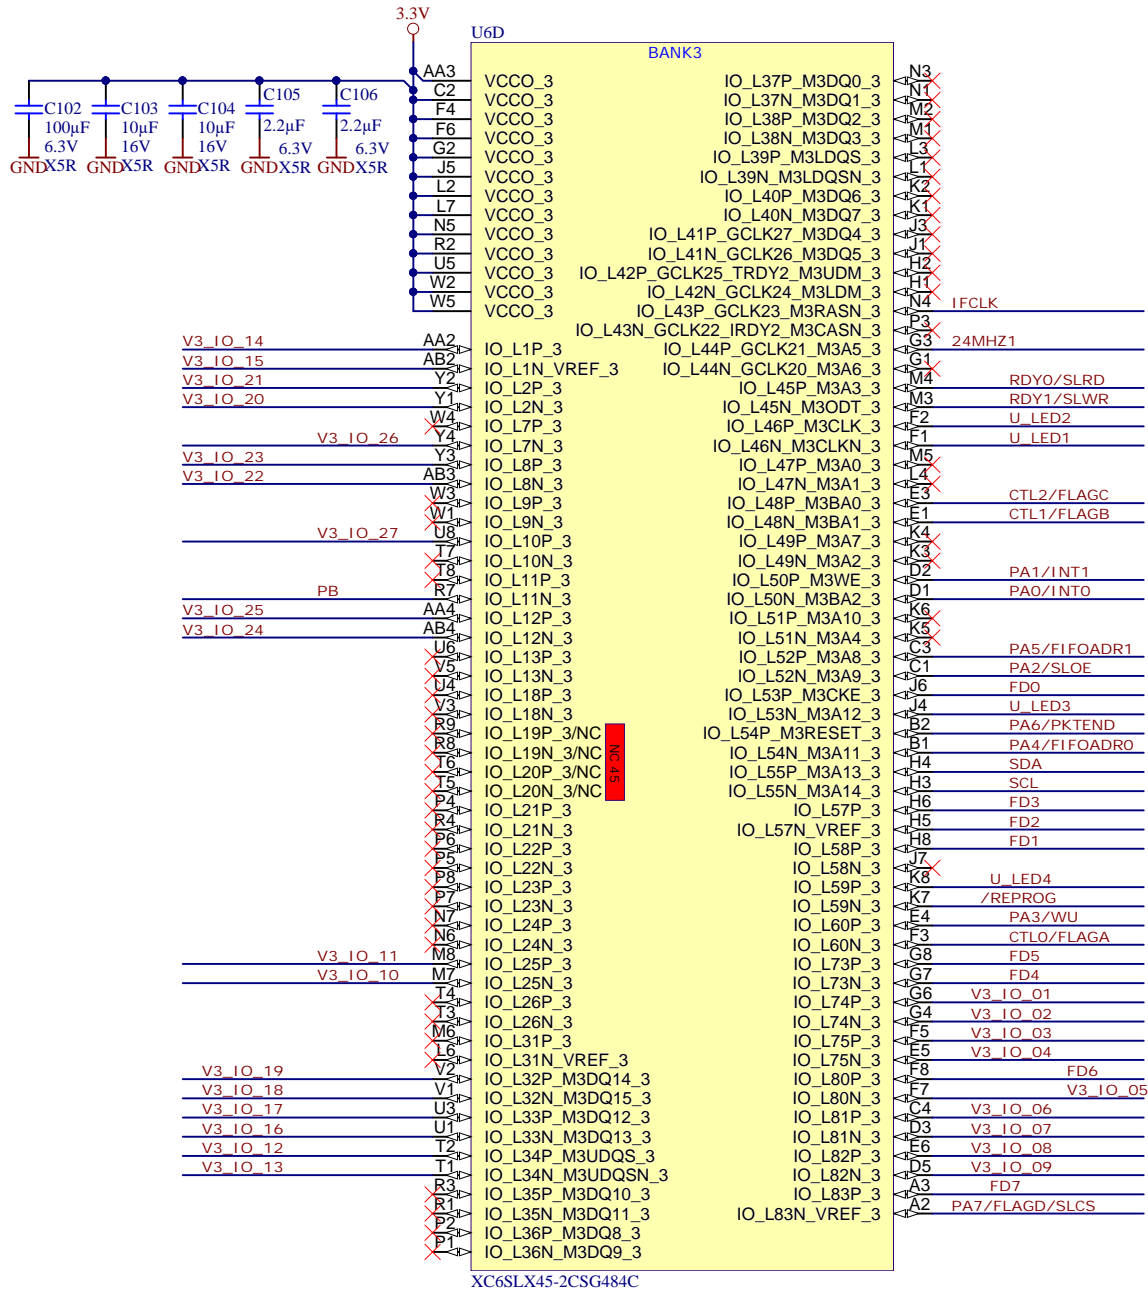 3.3V
U6D
BANK3
C102
100µF
6.3V
X5R
GND
C103
10µF
16V
X5R
GND
C104
10µF
16V
X5R
GND
C105
2.2µF
6.3V
X5R
GND
C106
2.2µF
6.3V
X5R
GND
AA3 VCCO_3
C2 VCCO_3
F4 VCCO_3
F6 VCCO_3
G2 VCCO_3
J5 VCCO_3
L2 VCCO_3
L7 VCCO_3
N5 VCCO_3
R2 VCCO_3
U5 VCCO_3
W2 VCCO_3
W5 VCCO_3
V3_IO_14 AA2 IO_L1P_3
V3_IO_15 AB2 IO_L1N_VREF_3
V3_IO_21 Y2 IO_L2P_3
V3_IO_20 Y1 IO_L2N_3
W4 IO_L7P_3
V3_IO_26 Y4 IO_L7N_3
V3_IO_23 Y3 IO_L8P_3
V3_IO_22 AB3 IO_L8N_3
W3 IO_L9P_3
W1 IO_L9N_3
V3_IO_27 U8 IO_L10P_3
T7 IO_L10N_3
T8 IO_L11P_3
PB R7 IO_L11N_3
V3_IO_25 AA4 IO_L12P_3
V3_IO_24 AB4 IO_L12N_3
U6 IO_L13P_3
V5 IO_L13N_3
U4 IO_L18P_3
V3 IO_L18N_3
R9 IO_L19P_3/NC
R8 IO_L19N_3/NC
T6 IO_L20P_3/NC
T5 IO_L20N_3/NC
NC 45
P4 IO_L21P_3
R4 IO_L21N_3
P6 IO_L22P_3
P5 IO_L22N_3
P8 IO_L23P_3
P7 IO_L23N_3
N7 IO_L24P_3
N6 IO_L24N_3
V3_IO_11 M8 IO_L25P_3
V3_IO_10 M7 IO_L25N_3
T4 IO_L26P_3
T3 IO_L26N_3
M6 IO_L31P_3
L6 IO_L31N_VREF_3
V3_IO_19 V2 IO_L32P_M3DQ14_3
V3_IO_18 V1 IO_L32N_M3DQ15_3
V3_IO_17 U3 IO_L33P_M3DQ12_3
V3_IO_16 U1 IO_L33N_M3DQ13_3
V3_IO_12 T2 IO_L34P_M3UDQS_3
V3_IO_13 T1 IO_L34N_M3UDQSN_3
R3 IO_L35P_M3DQ10_3
R1 IO_L35N_M3DQ11_3
P2 IO_L36P_M3DQ8_3
P1 IO_L36N_M3DQ9_3
IO_L37P_M3DQ0_3 N3
IO_L37N_M3DQ1_3 N1
IO_L38P_M3DQ2_3 M2
IO_L38N_M3DQ3_3 M1
IO_L39P_M3LDQS_3 L3
IO_L39N_M3LDQSN_3 L1
IO_L40P_M3DQ6_3 K2
IO_L40N_M3DQ7_3 K1
IO_L41P_GCLK27_M3DQ4_3 J3
IO_L41N_GCLK26_M3DQ5_3 J1
IO_L42P_GCLK25_TRDY2_M3UDM_3 H2
IO_L42N_GCLK24_M3LDM_3 H1
IO_L43P_GCLK23_M3RASN_3 N4 IFCLK
IO_L43N_GCLK22_IRDY2_M3CASN_3 P3
IO_L44P_GCLK21_M3A5_3 G3 24MHZ1
IO_L44N_GCLK20_M3A6_3 G1
IO_L45P_M3A3_3 M4 RDY0/SLRD
IO_L45N_M3ODT_3 M3 RDY1/SLWR
IO_L46P_M3CLK_3 F2 U_LED2
IO_L46N_M3CLKN_3 F1 U_LED1
IO_L47P_M3A0_3 M5
IO_L47N_M3A1_3 L4
IO_L48P_M3BA0_3 E3 CTL2/FLAGC
IO_L48N_M3BA1_3 E1 CTL1/FLAGB
IO_L49P_M3A7_3 K4
IO_L49N_M3A2_3 K3
IO_L50P_M3WE_3 D2 PA1/INT1
IO_L50N_M3BA2_3 D1 PA0/INT0
IO_L51P_M3A10_3 K6
IO_L51N_M3A4_3 K5
IO_L52P_M3A8_3 C3 PA5/FIFOADR1
IO_L52N_M3A9_3 C1 PA2/SLOE
IO_L53P_M3CKE_3 J6 FD0
IO_L53N_M3A12_3 J4 U_LED3
IO_L54P_M3RESET_3 B2 PA6/PKTEND
IO_L54N_M3A11_3 B1 PA4/FIFOADR0
IO_L55P_M3A13_3 H4 SDA
IO_L55N_M3A14_3 H3 SCL
IO_L57P_3 H6 FD3
IO_L57N_VREF_3 H5 FD2
IO_L58P_3 H8 FD1
IO_L58N_3 J7
IO_L59P_3 K8 U_LED4
IO_L59N_3 K7 /REPROG
IO_L60P_3 E4 PA3/WU
IO_L60N_3 F3 CTL0/FLAGA
IO_L73P_3 G8 FD5
IO_L73N_3 G7 FD4
IO_L74P_3 G6 V3_IO_01
IO_L74N_3 G4 V3_IO_02
IO_L75P_3 F5 V3_IO_03
IO_L75N_3 E5 V3_IO_04
IO_L80P_3 F8 FD6
IO_L80N_3 F7 V3_IO_05
IO_L81P_3 C4 V3_IO_06
IO_L81N_3 D3 V3_IO_07
IO_L82P_3 E6 V3_IO_08
IO_L82N_3 D5 V3_IO_09
IO_L83P_3 A3 FD7
IO_L83N_VREF_3 A2 PA7/FLAGD/SLCS
XC6SLX45-2CSG484C